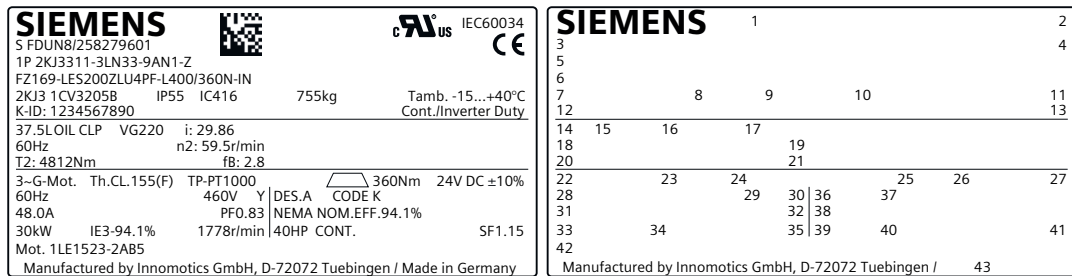 SIEMENS
cRUus IEC60034
S FDUN8/258279601 CE
1P 2KJ3311-3LN33-9AN1-Z
FZ169-LES200ZLU4PF-L400/360N-IN
2KJ3 1CV3205B IP55 IC416 755kg Tamb. -15...+40°C
K-ID: 1234567890 Cont./Inverter Duty
37.5LOIL CLP VG220 i: 29.86
60Hz n2: 59.5r/min
T2: 4812Nm fB: 2.8
3~G-Mot. Th.CL.155(F) TP-PT1000 360Nm 24V DC ±10%
60Hz 460V Y DES.A CODE K
48.0A PF0.83 NEMA NOM.EFF.94.1%
30kW IE3-94.1% 1778r/min 40HP CONT. SF1.15
Mot. 1LE1523-2AB5
Manufactured by Innomotics GmbH, D-72072 Tuebingen / Made in Germany
SIEMENS 1 2
3 4
5
6
7 8 9 10 11
12 13
14 15 16 17
18 19
20 21
22 23 24 25 26 27
28 29 30 36 37
31 32 38
33 34 35 39 40 41
42
Manufactured by Innomotics GmbH, D-72072 Tuebingen / 43